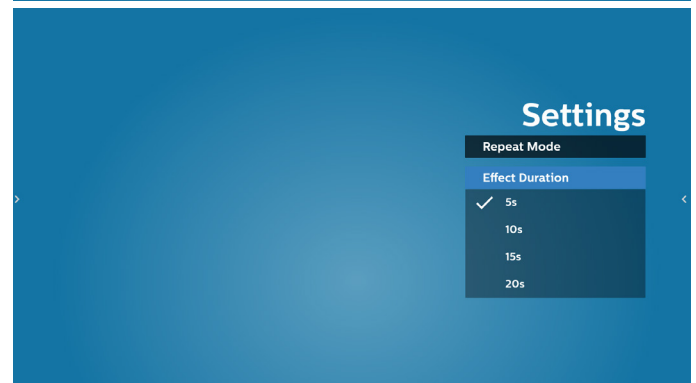 Settings
Repeat Mode
Effect Duration
5s
10s
15s
20s